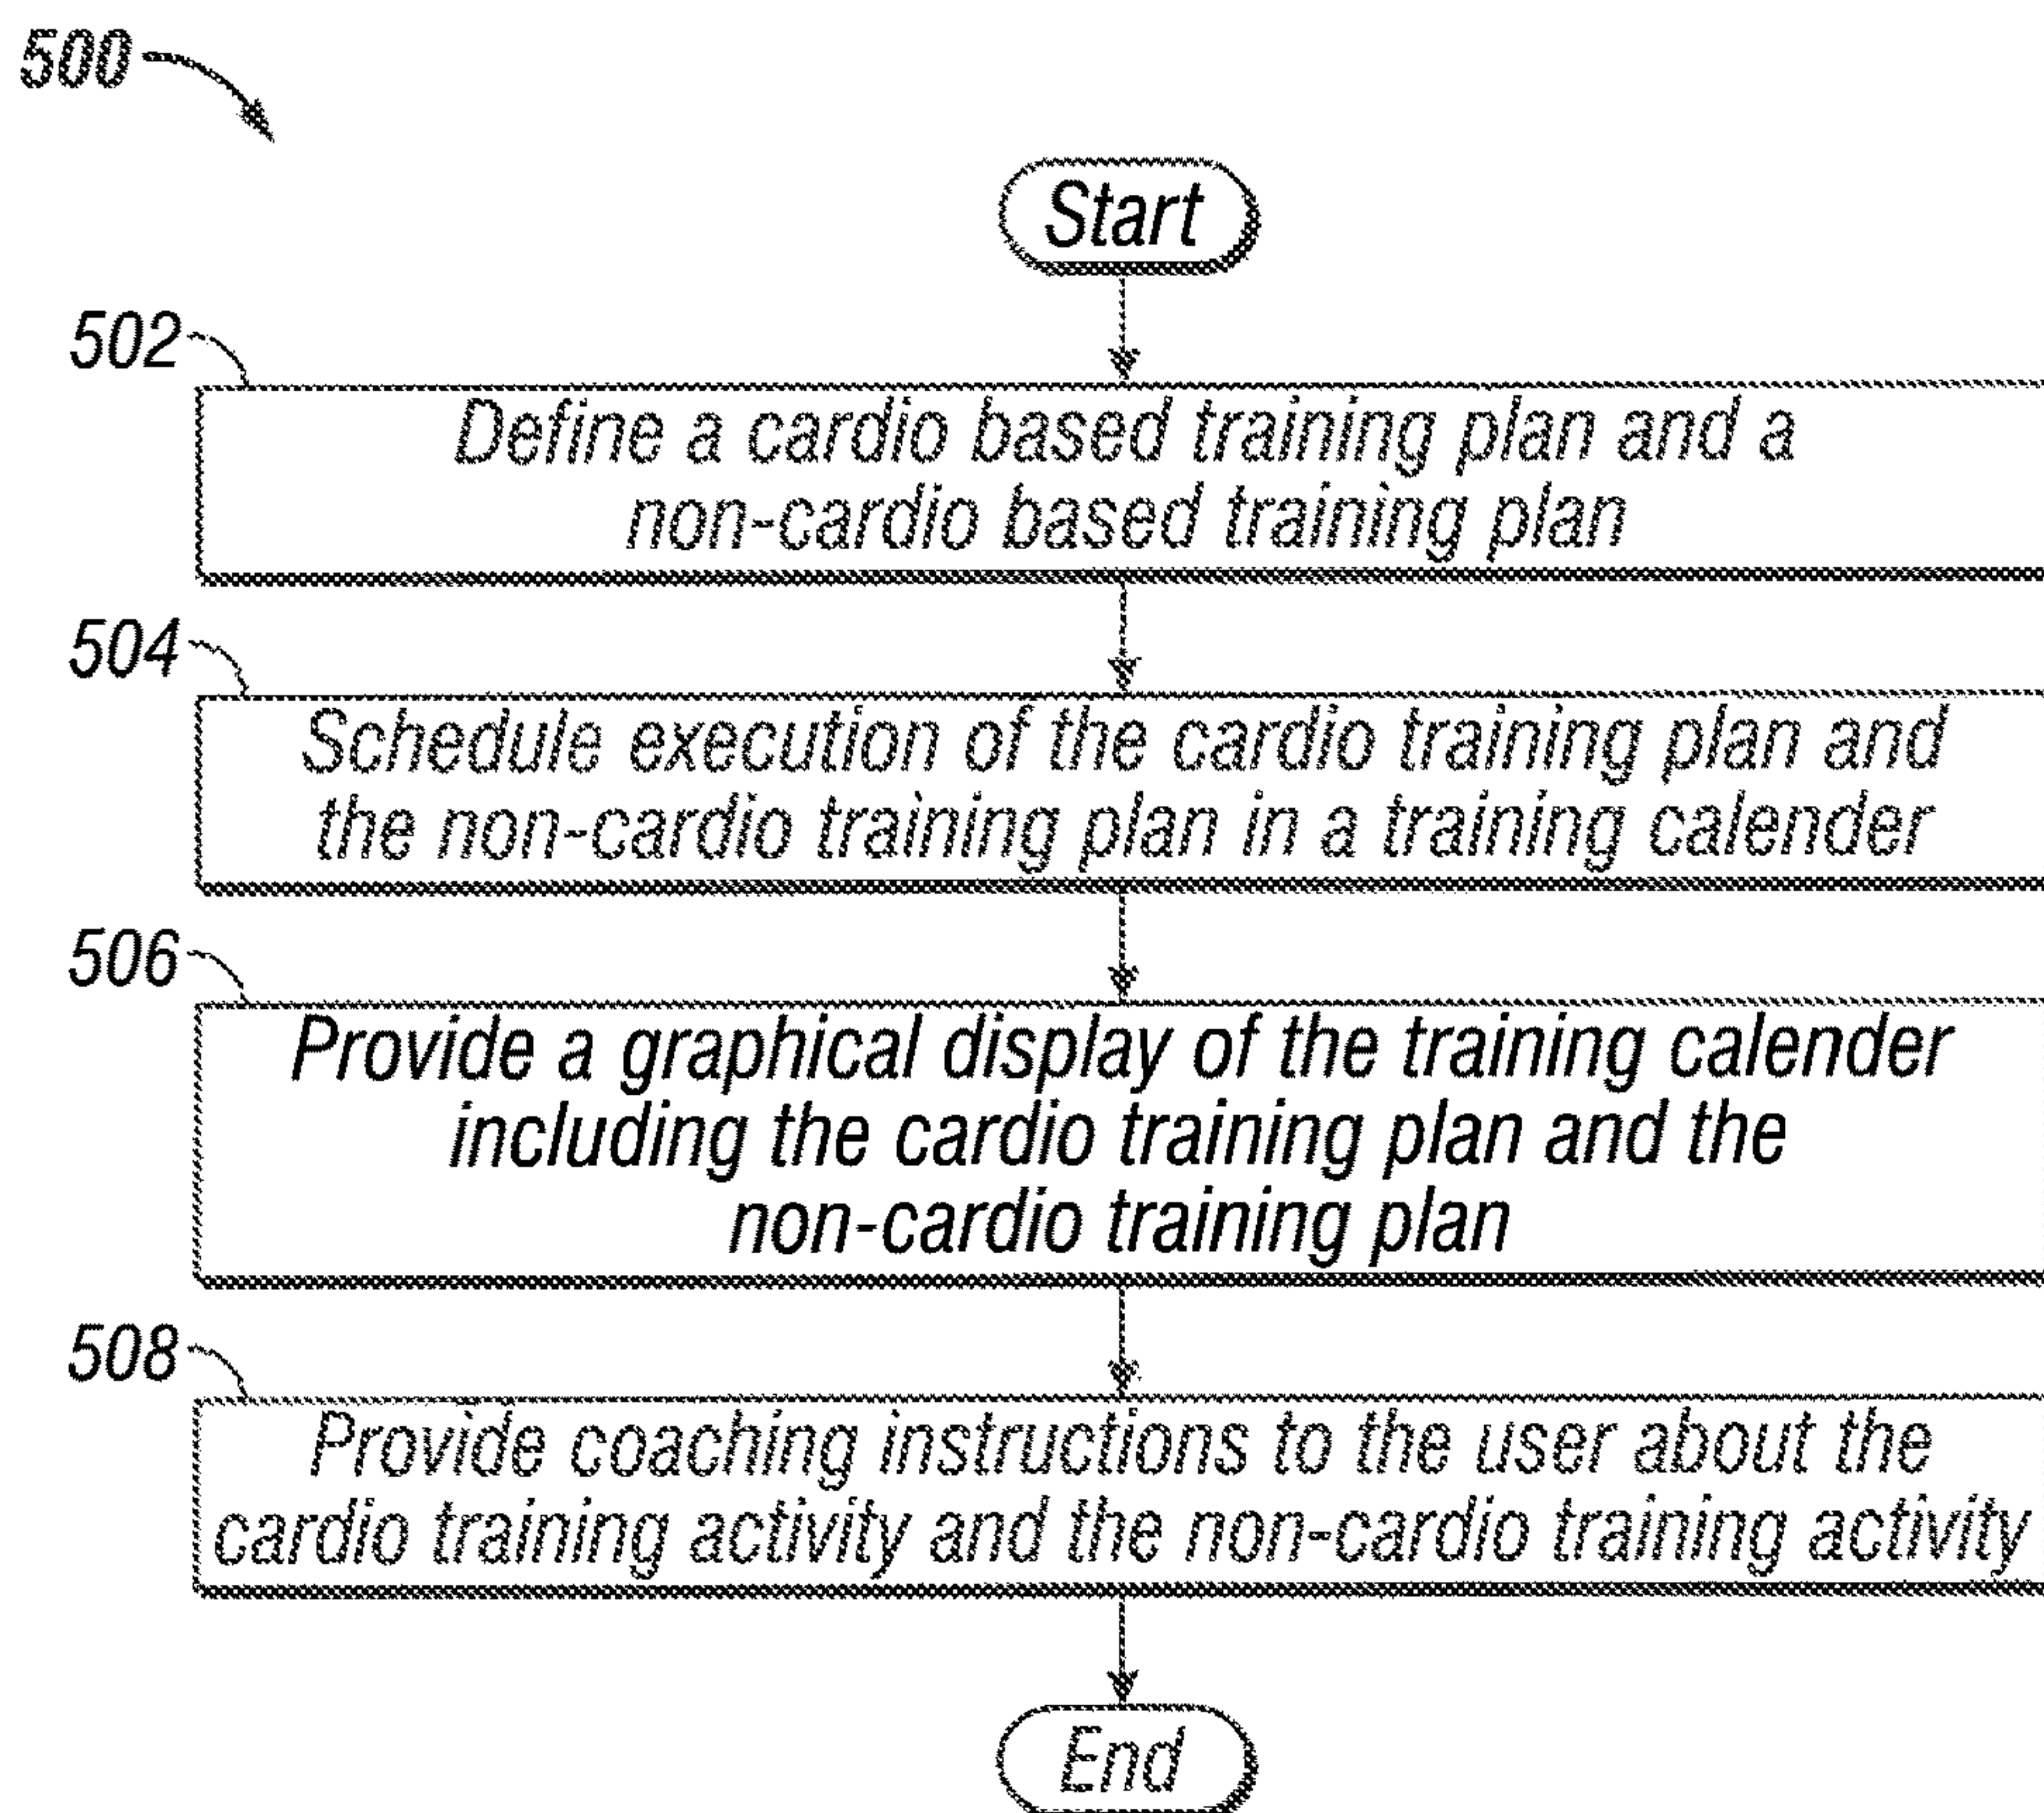 500
Start
502
Define a cardio based training plan and a
non-cardio based training plan
504
Schedule execution of the cardio training plan and
the non-cardio training plan in a training calender
506
Provide a graphical display of the training calender
including the cardio training plan and the
non-cardio training plan
508
Provide coaching instructions to the user about the
cardio training activity and the non-cardio training activity
End